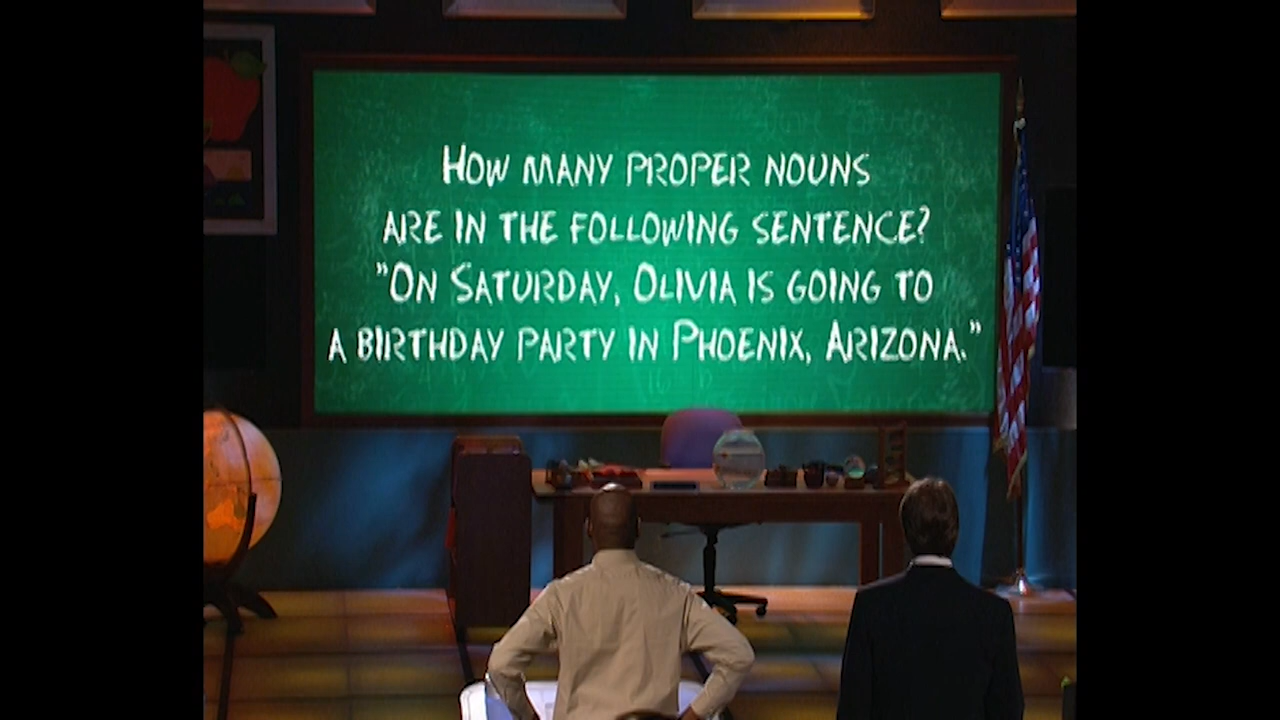 How many proper nouns
are in the following sentence?
"On Saturday, Olivia is going to
a birthday party in Phoenix, Arizona."